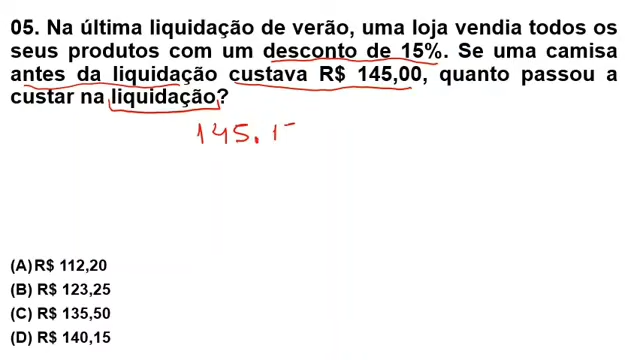 05. Na última liquidação de verão, uma loja vendia todos os
seus produtos com um desconto de 15%. Se uma camisa
antes da liquidação custava R$ 145,00, quanto passou a
custar na liquidação?
145.1
(A) R$ 112,20
(B) R$ 123,25
(C) R$ 135,50
(D) R$ 140,15